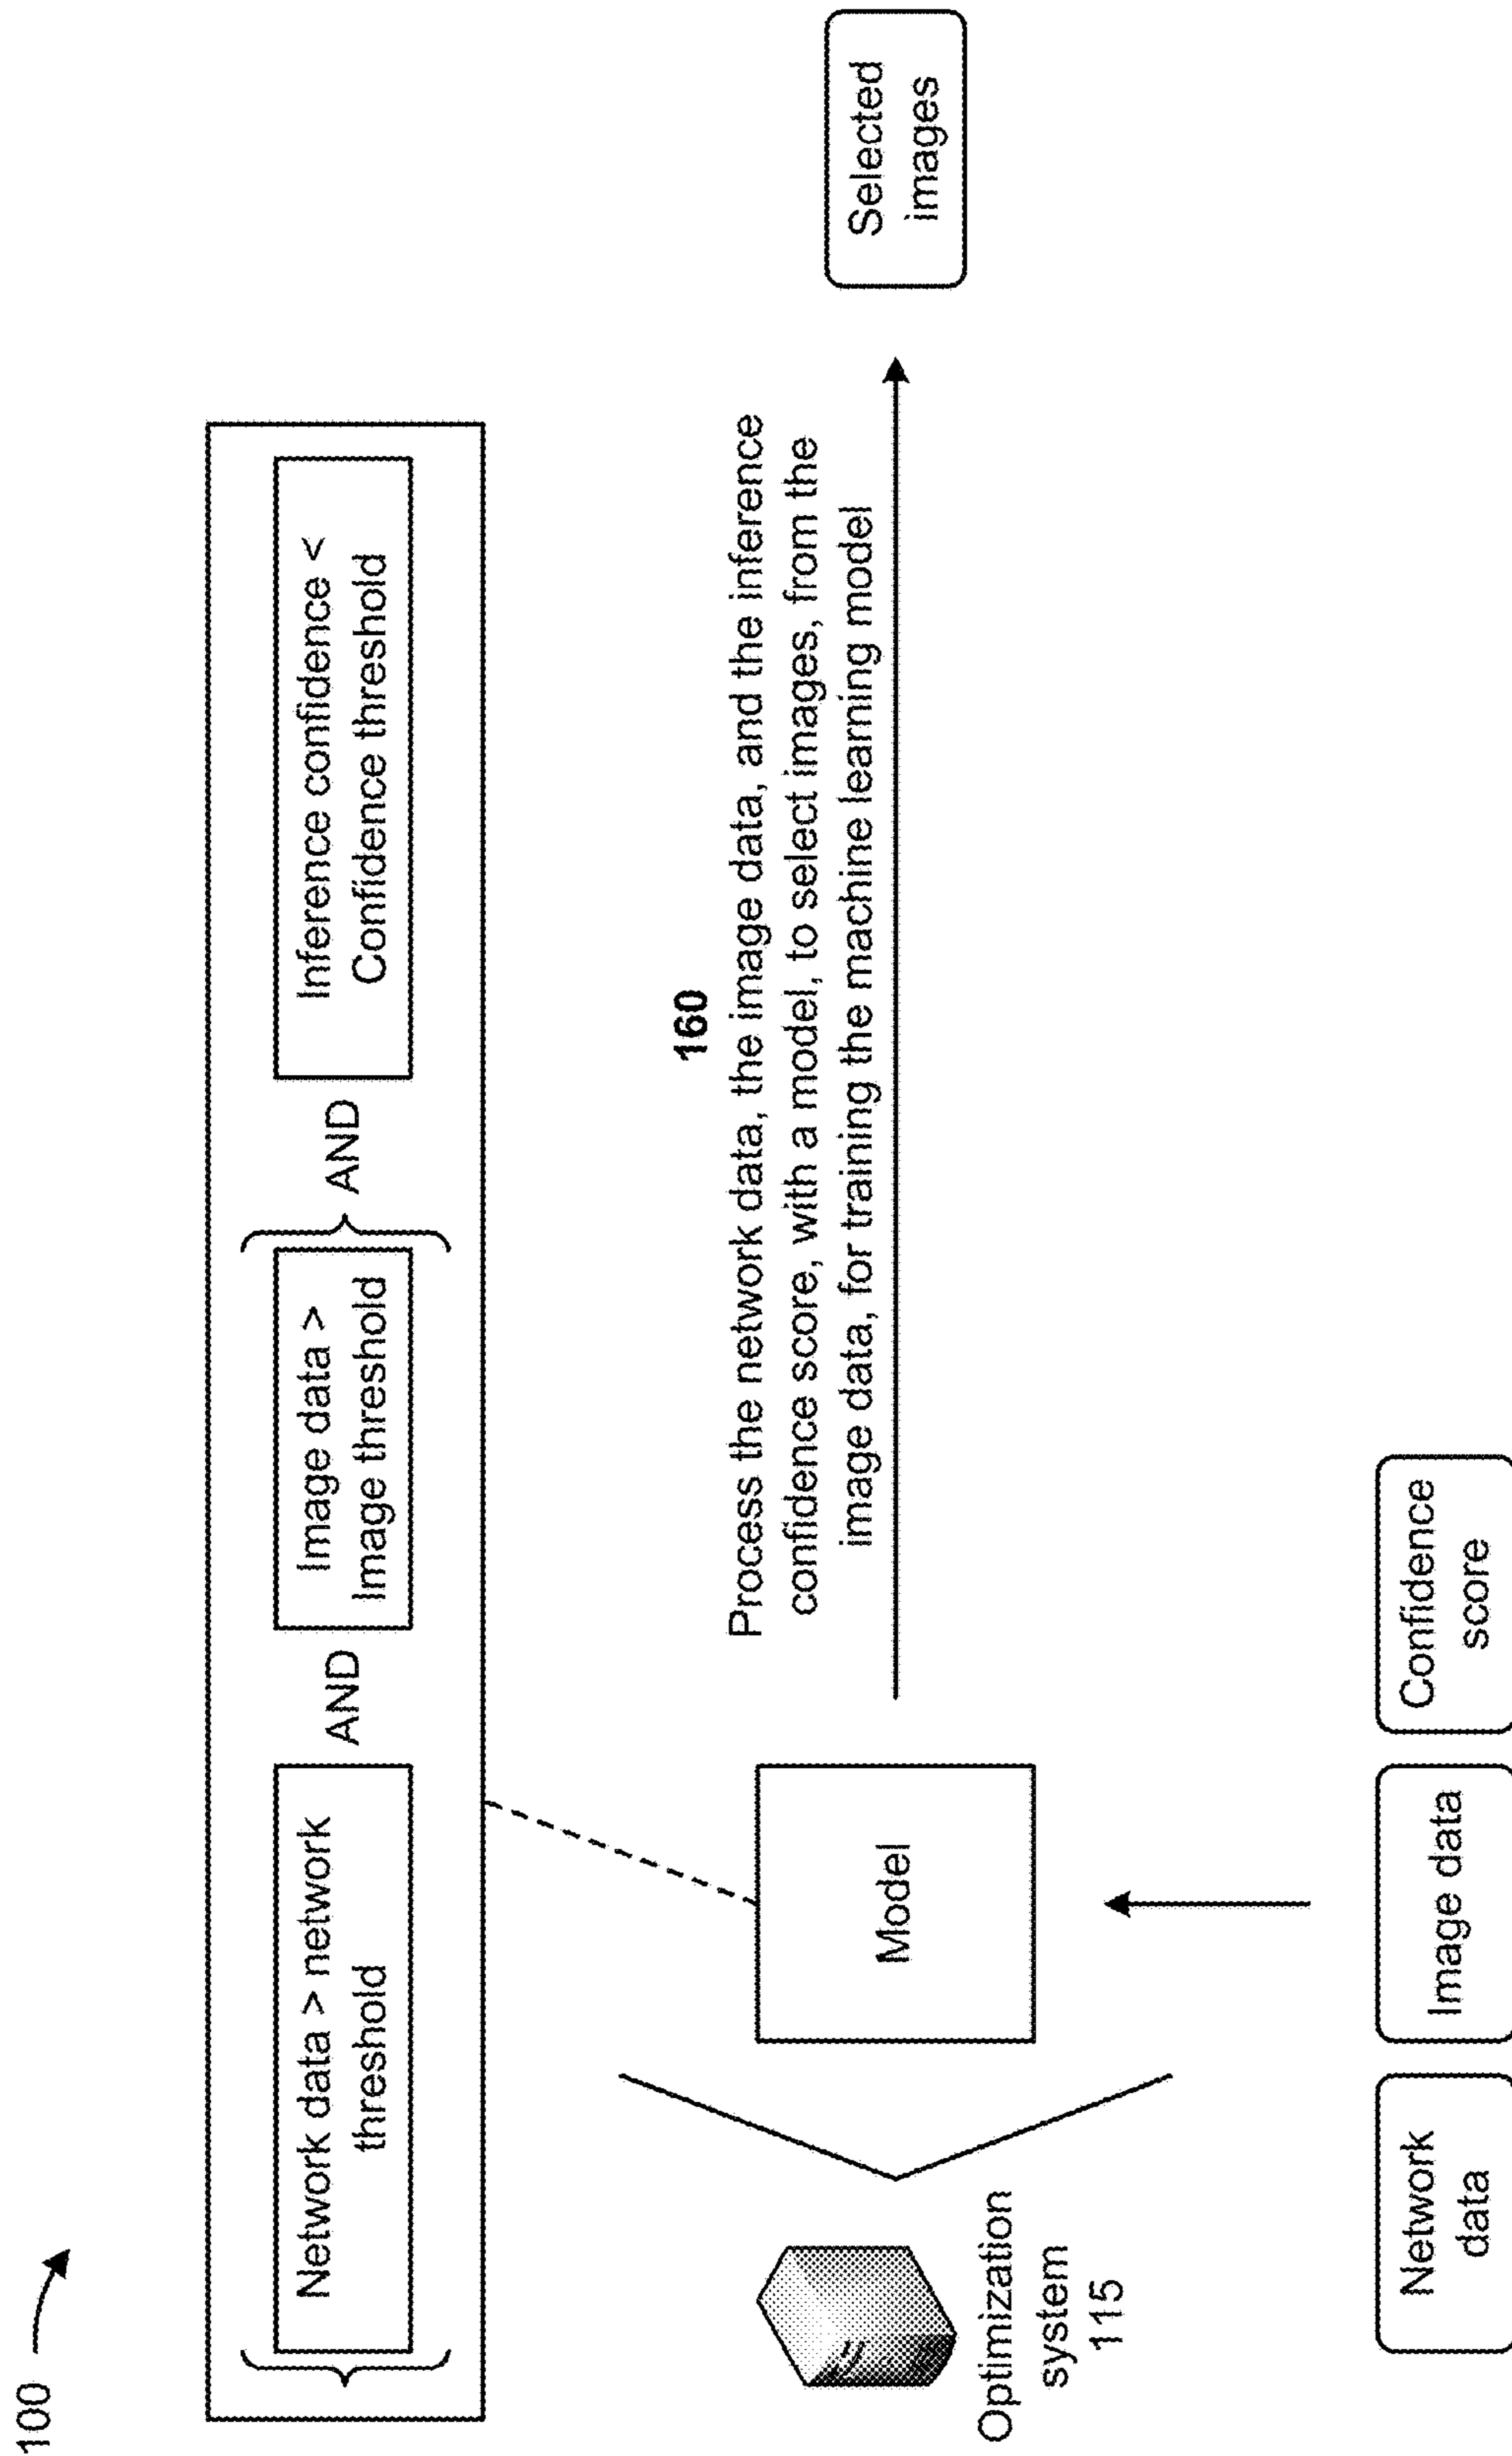 100
Network data > network
threshold
AND
Image data >
Image threshold
AND
Inference confidence <
Confidence threshold
160
Process the network data, the image data, and the inference
confidence score, with a model, to select images, from the
image data, for training the machine learning model
Model
Selected
images
Optimization
system
115
Network
data
Image data
Confidence
score